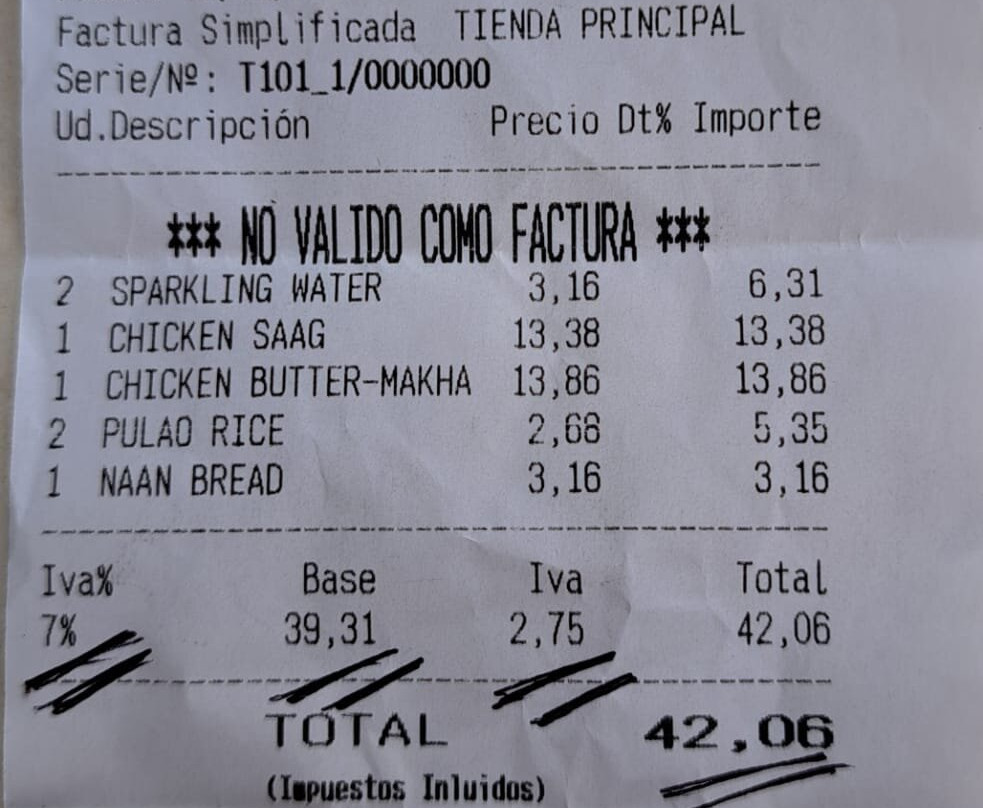 Factura Simplificada TIENDA PRINCIPAL
Serie/Nº: T101_1/0000000
Ud.Descripción Precio Dt% Importe
*** NO VALIDO COMO FACTURA ***
2 SPARKLING WATER 3,16 6,31
1 CHICKEN SAAG 13,38 13,38
1 CHICKEN BUTTER-MAKHA 13,86 13,86
2 PULAO RICE 2,68 5,35
1 NAAN BREAD 3,16 3,16
Iva% Base Iva Total
7% 39,31 2,75 42,06
TOTAL 42,06
(Impuestos Inluidos)